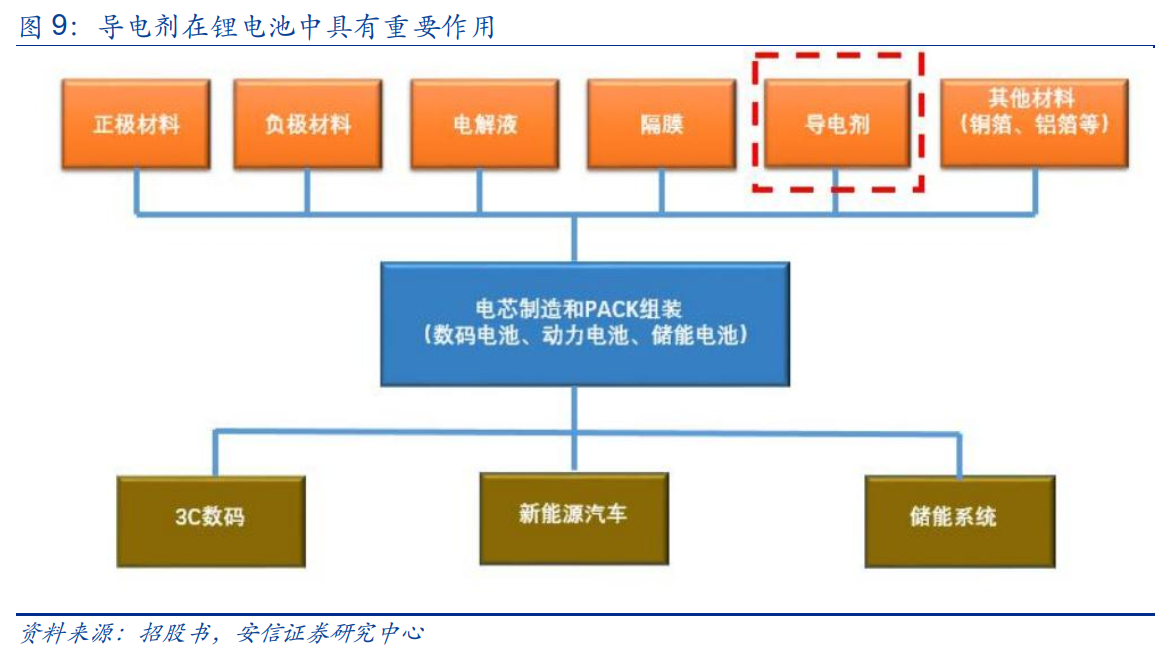 图 9：导电剂在锂电池中具有重要作用
正极材料
负极材料
电解液
隔膜
导电剂
其他材料
（铜箔、铝箔等）
电芯制造和PACK组装
（数码电池、动力电池、储能电池）
3C数码
新能源汽车
储能系统
资料来源：招股书，安信证券研究中心